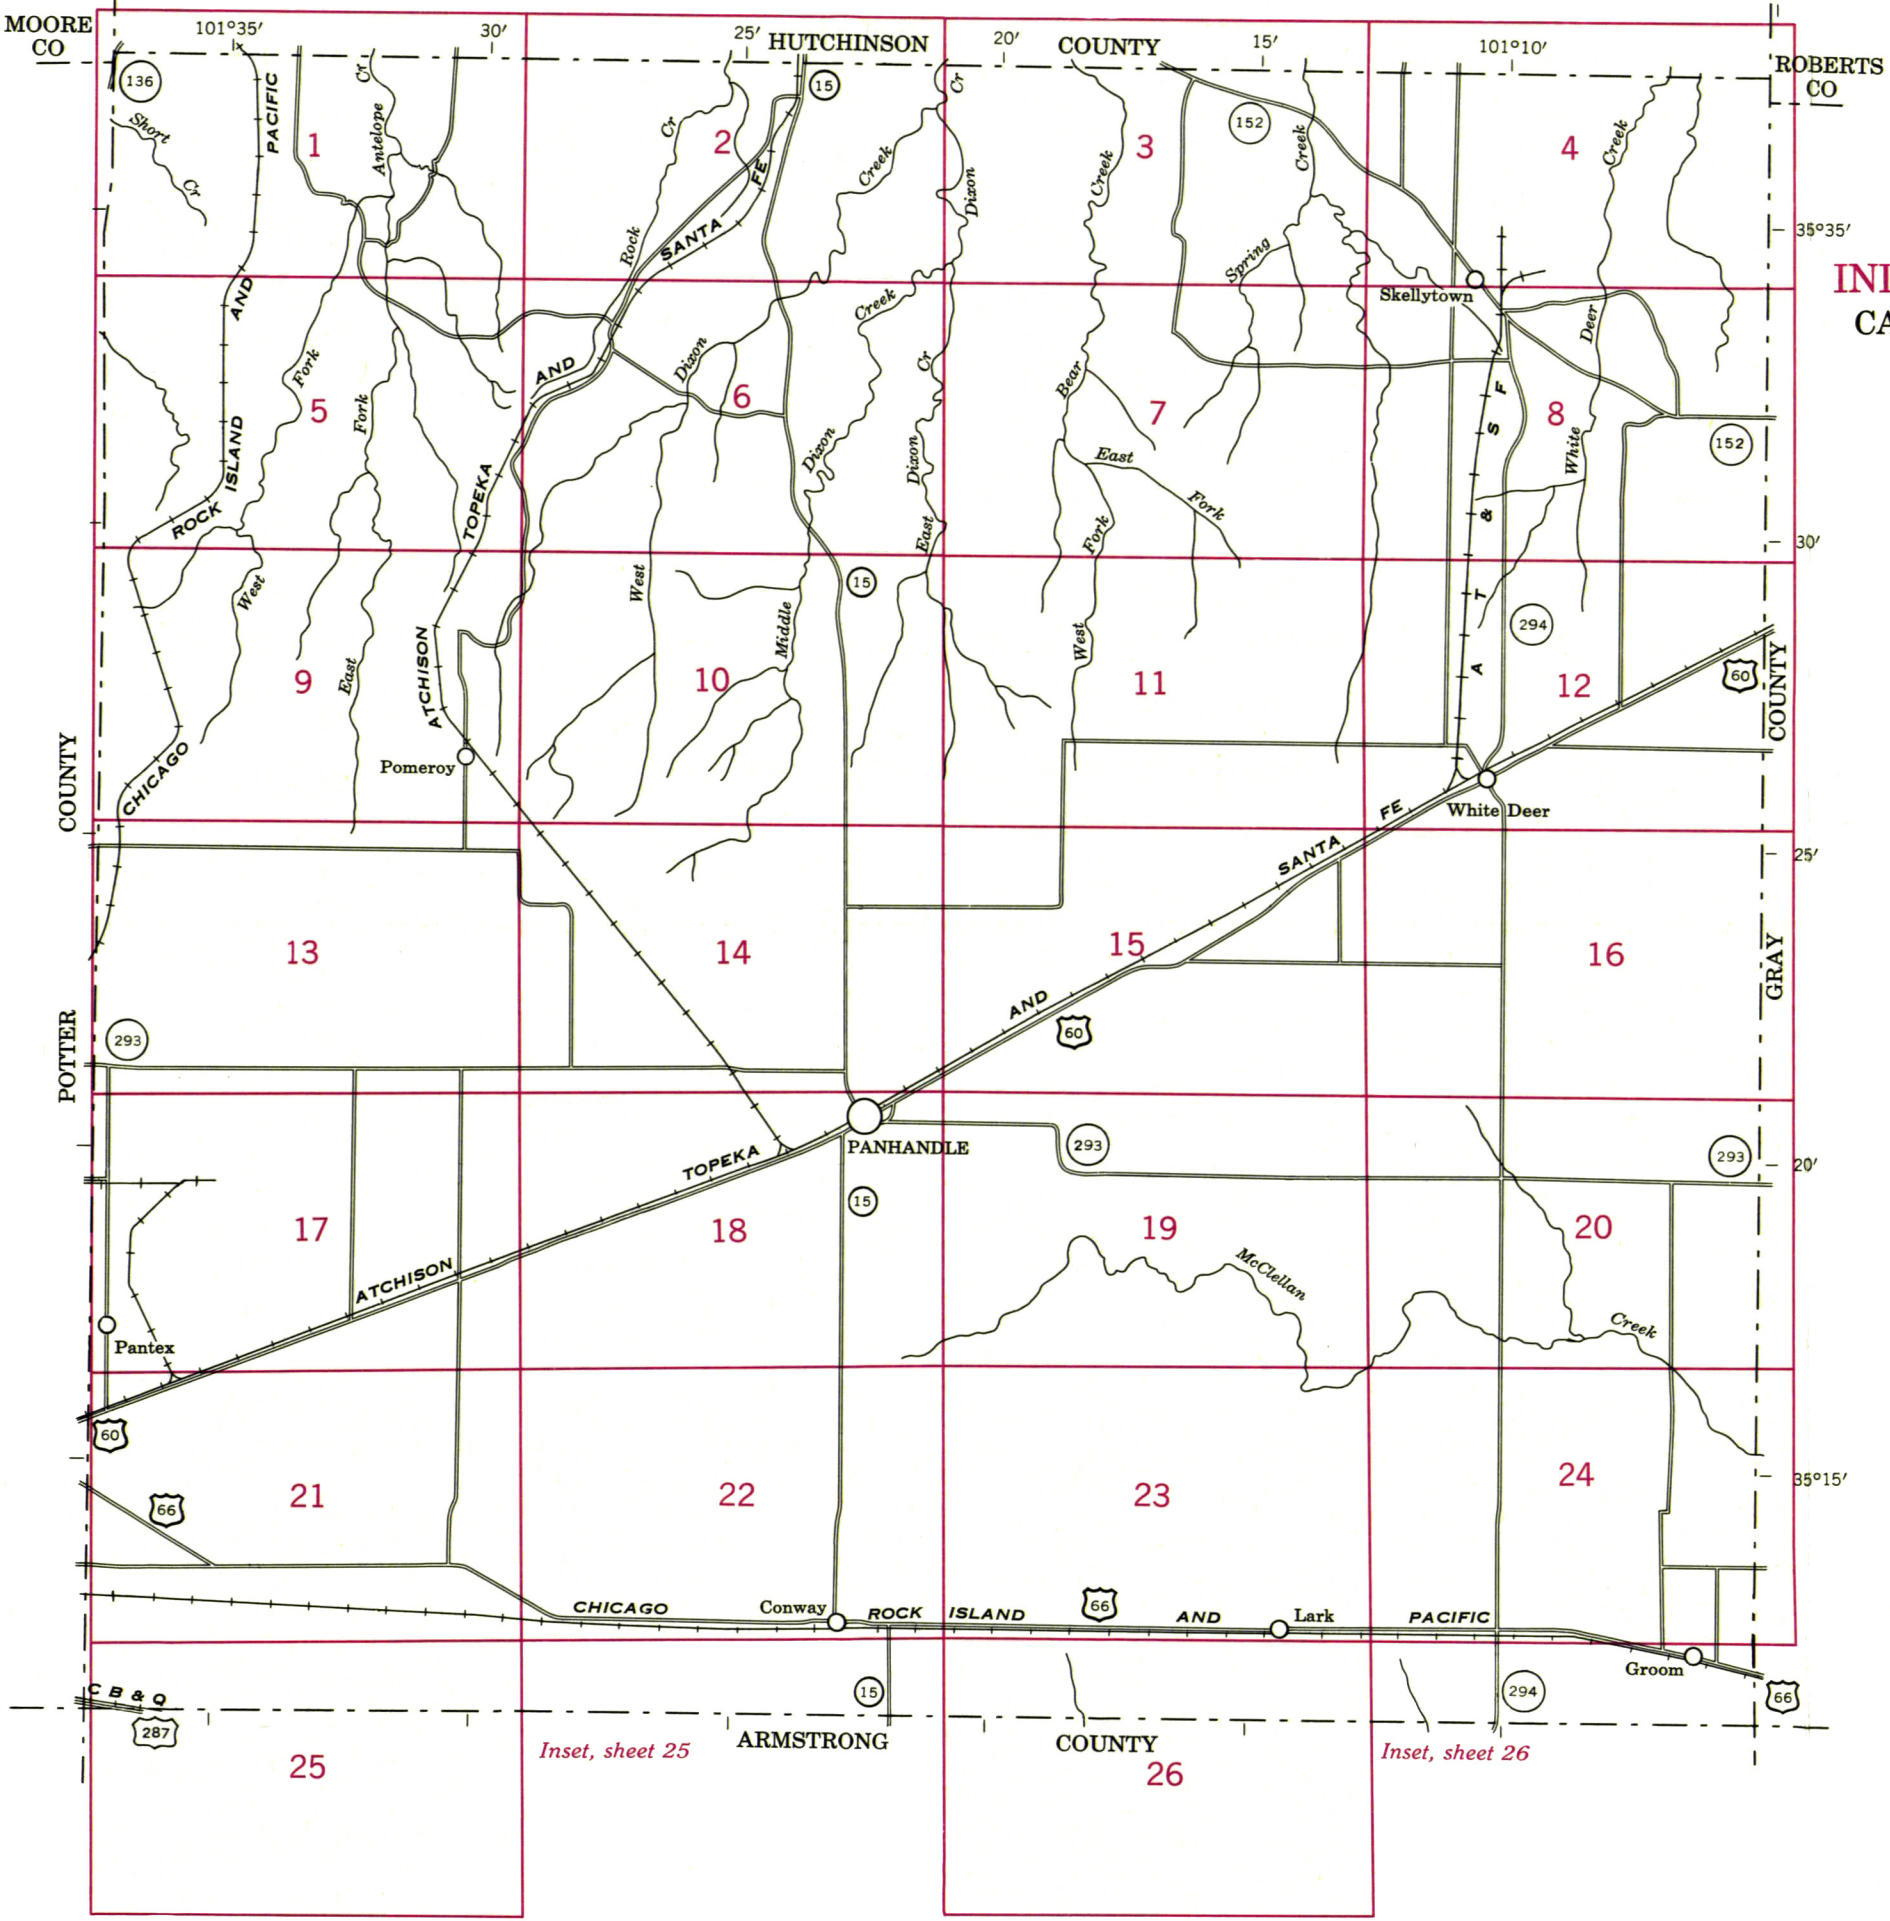 MOORE
CO
101°35′
30′
25′
HUTCHINSON
20′
COUNTY
15′
101°10′
ROBERTS
CO
136
Short
Cr
PACIFIC
AND
ISLAND
ROCK
CHICAGO
1
Cr
Antelope
2
Cr
Rock
15
SANTA
FE
Creek
Cr
Dixon
3
Creek
152
Creek
Spring
4
Creek
35°35′
INI
CA
Skellytown
Deer
White
5
Fork
Fork
West
East
AND
TOPEKA
ATCHISON
6
Dixon
West
Creek
Dixon
Middle
Cr
Dixon
East
7
Bear
East
Fork
Fork
West
8
F
S
&
T
A
152
30′
9
10
15
11
294
12
60
COUNTY
Pomeroy
COUNTY
White Deer
25′
13
14
15
SANTA
FE
16
GRAY
POTTER
293
AND
60
PANHANDLE
293
293
20′
17
ATCHISON
TOPEKA
18
15
19
McClellan
20
Creek
Pantex
60
35°15′
66
21
22
23
24
CHICAGO
Conway
ROCK
ISLAND
66
AND
Lark
PACIFIC
Groom
66
C B & Q
287
15
294
ARMSTRONG
COUNTY
25
Inset, sheet 25
26
Inset, sheet 26